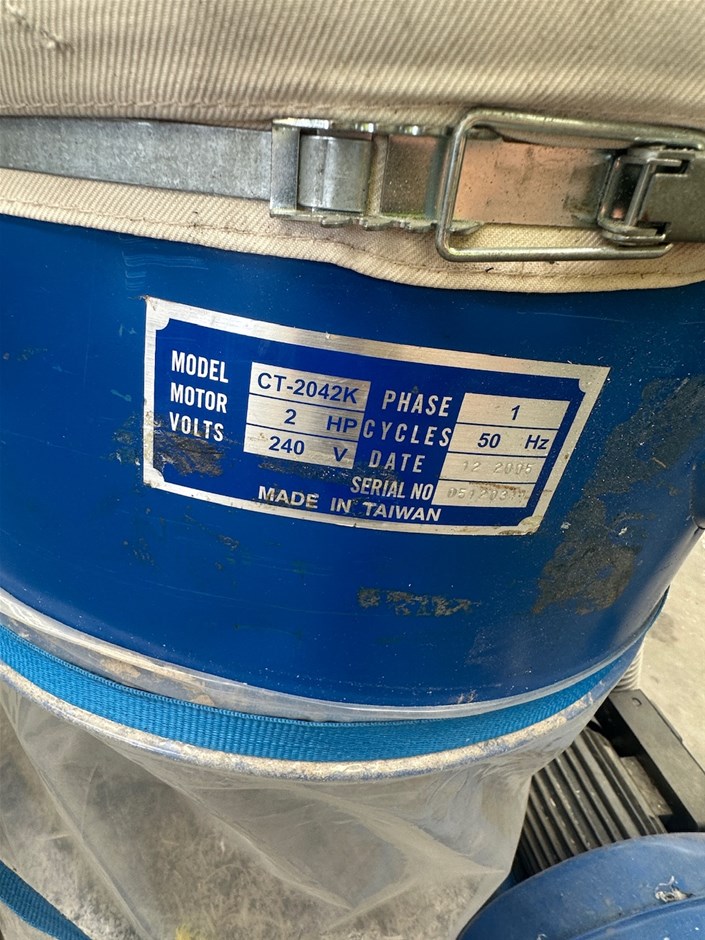 MODEL CT-2042K PHASE 1
MOTOR 2 HP CYCLES 50 Hz
VOLTS 240 V DATE 12 2005
SERIAL NO
MADE IN TAIWAN